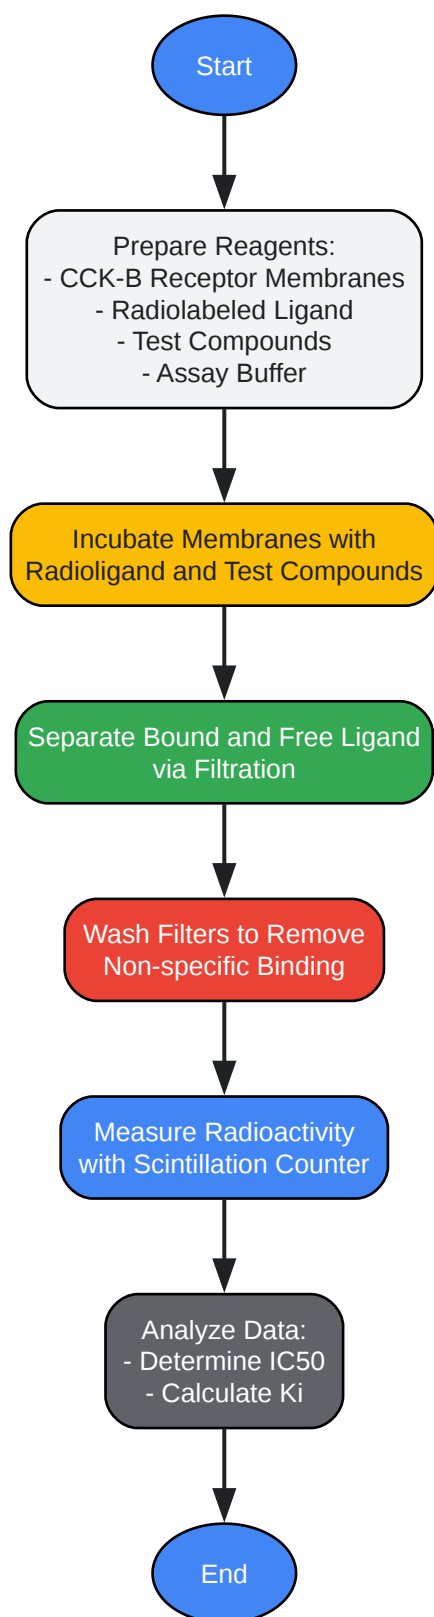 Start
Prepare Reagents:
- CCK-B Receptor Membranes
- Radiolabeled Ligand
- Test Compounds
- Assay Buffer
Incubate Membranes with
Radioligand and Test Compounds
Separate Bound and Free Ligand
via Filtration
Wash Filters to Remove
Non-specific Binding
Measure Radioactivity
with Scintillation Counter
Analyze Data:
- Determine IC50
- Calculate Ki
End